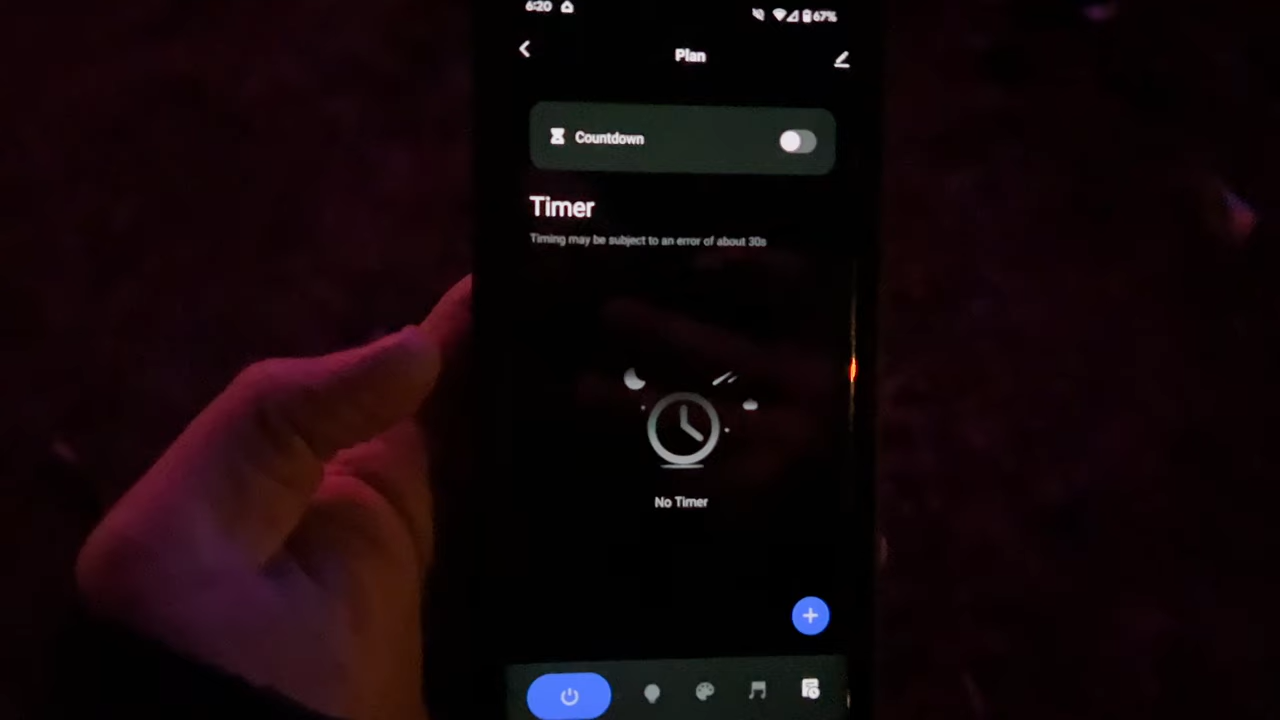 6:20 67%
Plan
Countdown
Timer
Timing may be subject to an error of about 30s
No Timer